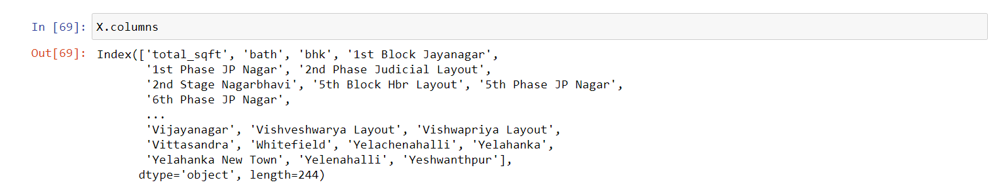 In [69]: X.columns
Out[69]: Index(['total_sqft', 'bath', 'bhk', '1st Block Jayanagar',
'1st Phase JP Nagar', '2nd Phase Judicial Layout',
'2nd Stage Nagarbhavi', '5th Block Hbr Layout', '5th Phase JP Nagar',
'6th Phase JP Nagar',
...
'Vijayanagar', 'Vishveshwarya Layout', 'Vishwapriya Layout',
'Vittasandra', 'Whitefield', 'Yelachenahalli', 'Yelahanka',
'Yelahanka New Town', 'Yelenahalli', 'Yeshwanthpur'],
dtype='object', length=244)